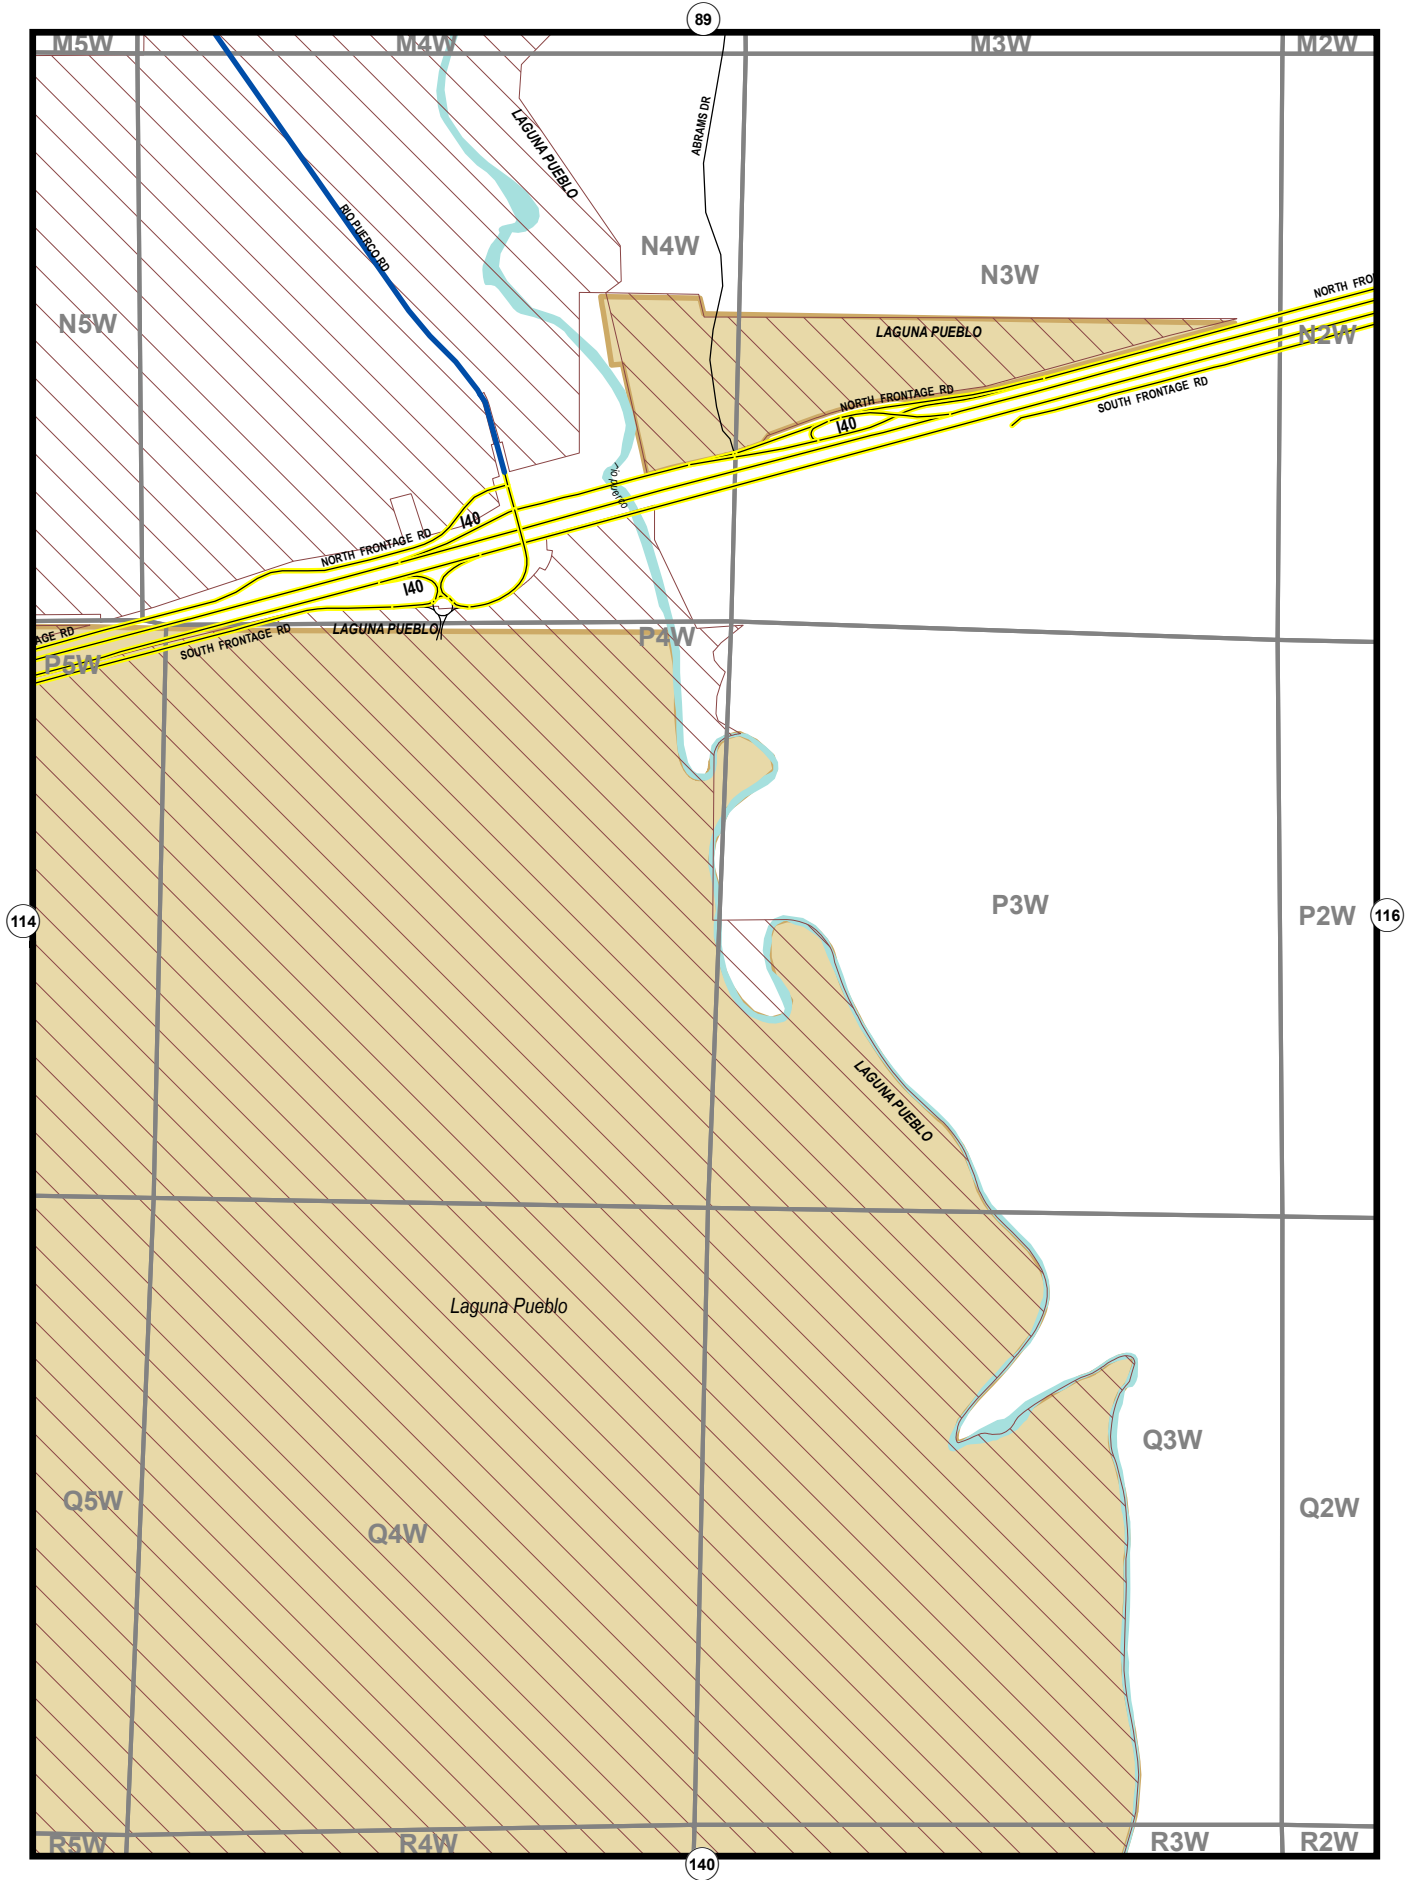 89
M5W
M4W
M3W
M2W
ABRAMS DR
LAGUNA PUEBLO
RIO PUERCO RD
N4W
N3W
NORTH FRO
N5W
LAGUNA PUEBLO
N2W
NORTH FRONTAGE RD
SOUTH FRONTAGE RD
I40
I40
NORTH FRONTAGE RD
I40
AGE RD
SOUTH FRONTAGE RD
LAGUNA PUEBLO
P4W
P5W
P3W
P2W
114
116
LAGUNA PUEBLO
Laguna Pueblo
Q3W
Q5W
Q4W
Q2W
R5W
R4W
R3W
R2W
140